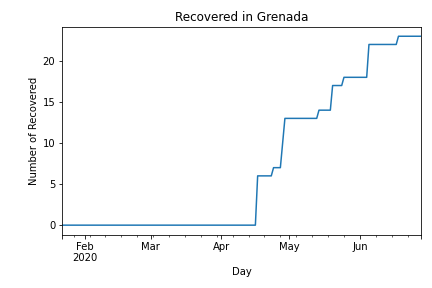 Recovered in Grenada
Number of Recovered
20
15
10
5
0
Feb
2020
Mar
Apr
May
Jun
Day